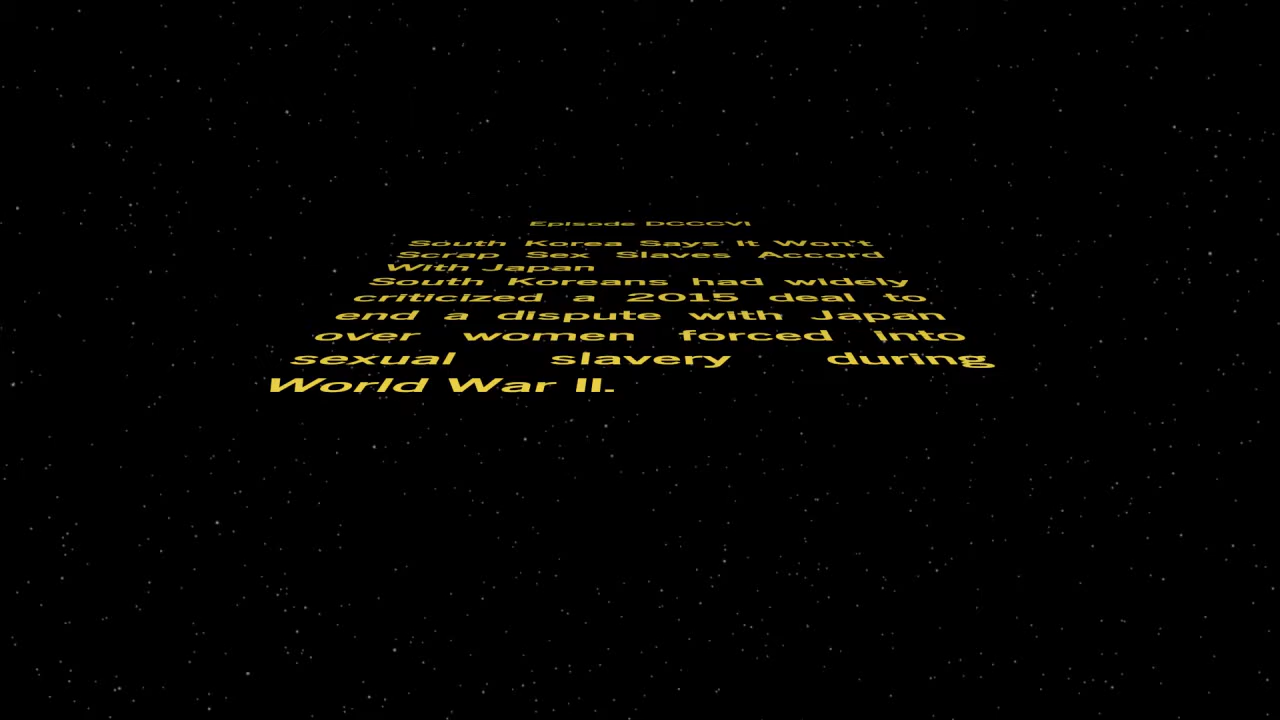 Episode DCCCVI
South Korea Says It Won't
Scrap Sex Slaves Accord
With Japan
South Koreans had widely
criticized a 2015 deal to
end a dispute with Japan
over women forced into
sexual slavery during
World War II.